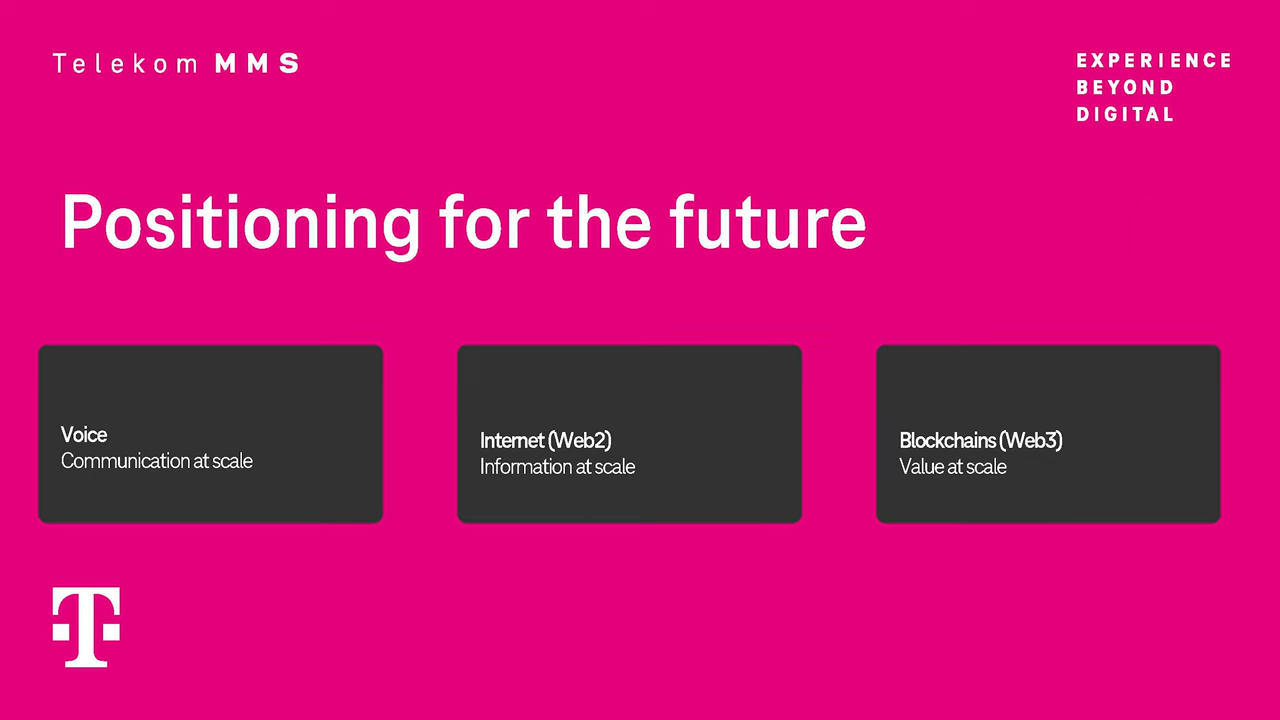 Telekom MMS
EXPERIENCE
BEYOND
DIGITAL
Positioning for the future
Voice
Communication at scale
Internet (Web2)
Information at scale
Blockchains (Web3)
Value at scale
T